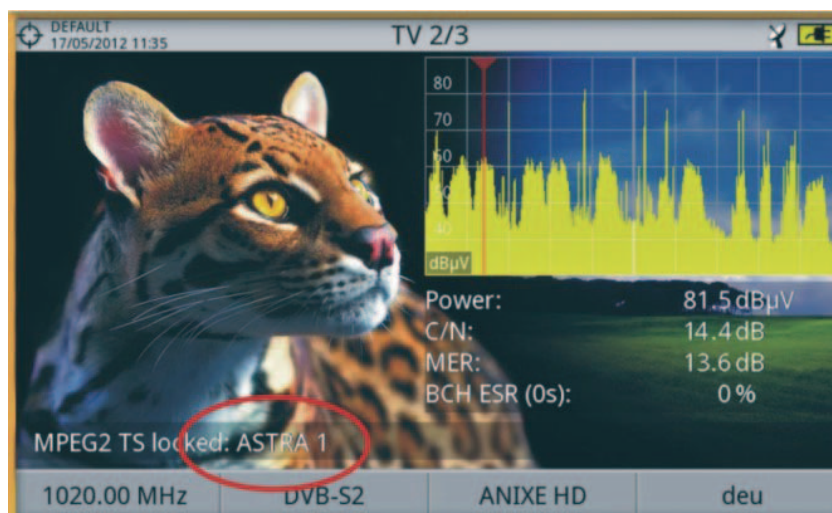 DEFAULT
17/05/2012 11:35
TV 2/3
80
70
60
40
dBµV
Power: 81.5 dBµV
C/N: 14.4 dB
MER: 13.6 dB
BCH ESR (0s): 0 %
MPEG2 TS locked: ASTRA 1
1020.00 MHz
DVB-S2
ANIXE HD
deu